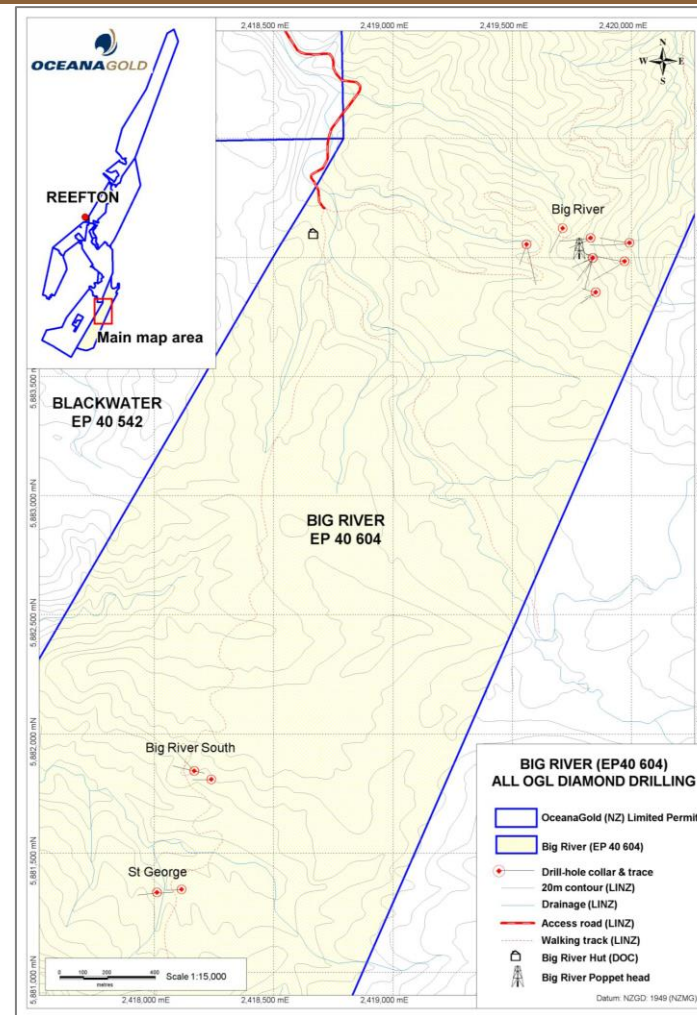 2,418,500 mE
2,419,000 mE
2,419,500 mE
2,420,000 mE
OCEANAGOLD
N
W E
S
REEFTON
Main map area
Big River
5,883,500 mN
BLACKWATER
EP 40 542
5,883,000 mN
BIG RIVER
EP 40 604
5,882,500 mN
5,882,000 mN
Big River South
5,881,500 mN
St George
5,881,000 mN
0 100 200 400
metres
Scale 1:15,000
2,418,000 mE
2,418,500 mE
2,419,000 mE
BIG RIVER (EP40 604)
ALL OGL DIAMOND DRILLING
OceanaGold (NZ) Limited Permit
Big River (EP 40 604)
Drill-hole collar & trace
20m contour (LINZ)
Drainage (LINZ)
Access road (LINZ)
Walking track (LINZ)
Big River Hut (DOC)
Big River Poppet head
Datum: NZGD: 1949 (NZMG)